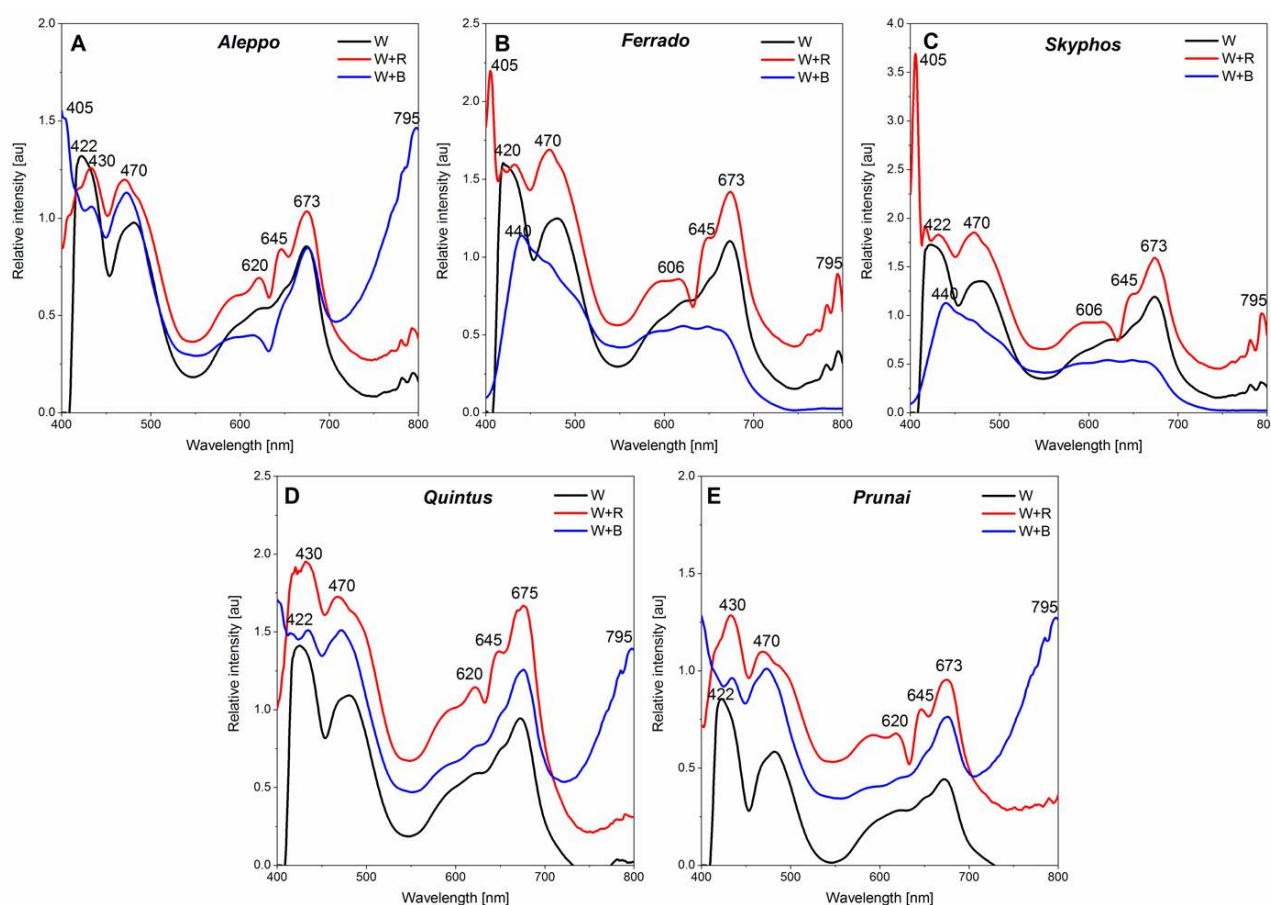 A
Aleppo
W
W+R
W+B
405
422
430
470
620
645
673
795
2.0
1.5
1.0
0.5
0.0
Relative intensity [au]
400 500 600 700 800
Wavelength [nm]
B
Ferrado
W
W+R
W+B
405
420
470
440
606
645
673
795
2.5
2.0
1.5
1.0
0.5
0.0
Relative intensity [au]
400 500 600 700 800
Wavelength [nm]
C
Skyphos
W
W+R
W+B
405
422
470
440
606
645
673
795
4.0
3.5
3.0
2.5
2.0
1.5
1.0
0.5
0.0
Relative intensity [au]
400 500 600 700 800
Wavelength [nm]
D
Quintus
W
W+R
W+B
430
470
422
620
645
675
795
2.5
2.0
1.5
1.0
0.5
0.0
Relative intensity [au]
400 500 600 700 800
Wavelength [nm]
E
Prunai
W
W+R
W+B
430
470
422
620
645
673
795
2.0
1.5
1.0
0.5
0.0
Relative intensity [au]
400 500 600 700 800
Wavelength [nm]